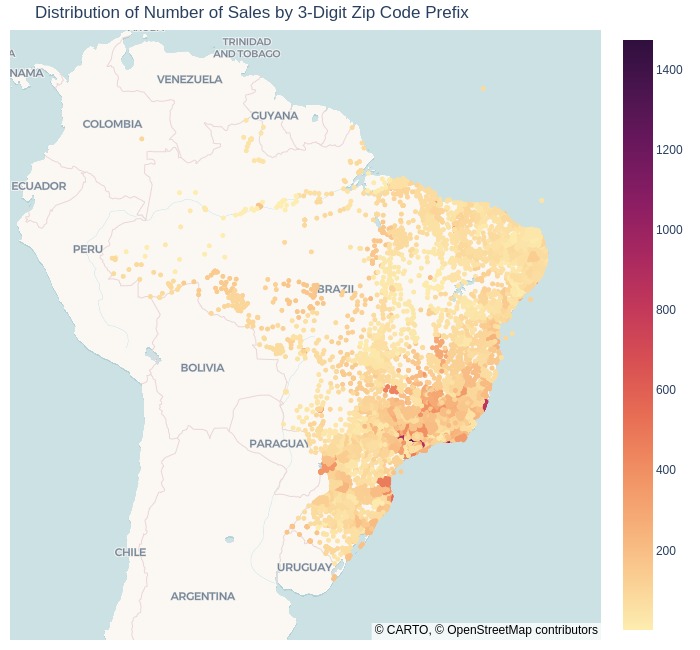 Distribution of Number of Sales by 3-Digit Zip Code Prefix
TRINIDAD
AND TOBAGO
NAMA
VENEZUELA
GUYANA
COLOMBIA
ECUADOR
PERU
BRAZIL
BOLIVIA
PARAGUAY
CHILE
URUGUAY
ARGENTINA
© CARTO, © OpenStreetMap contributors
1400
1200
1000
800
600
400
200